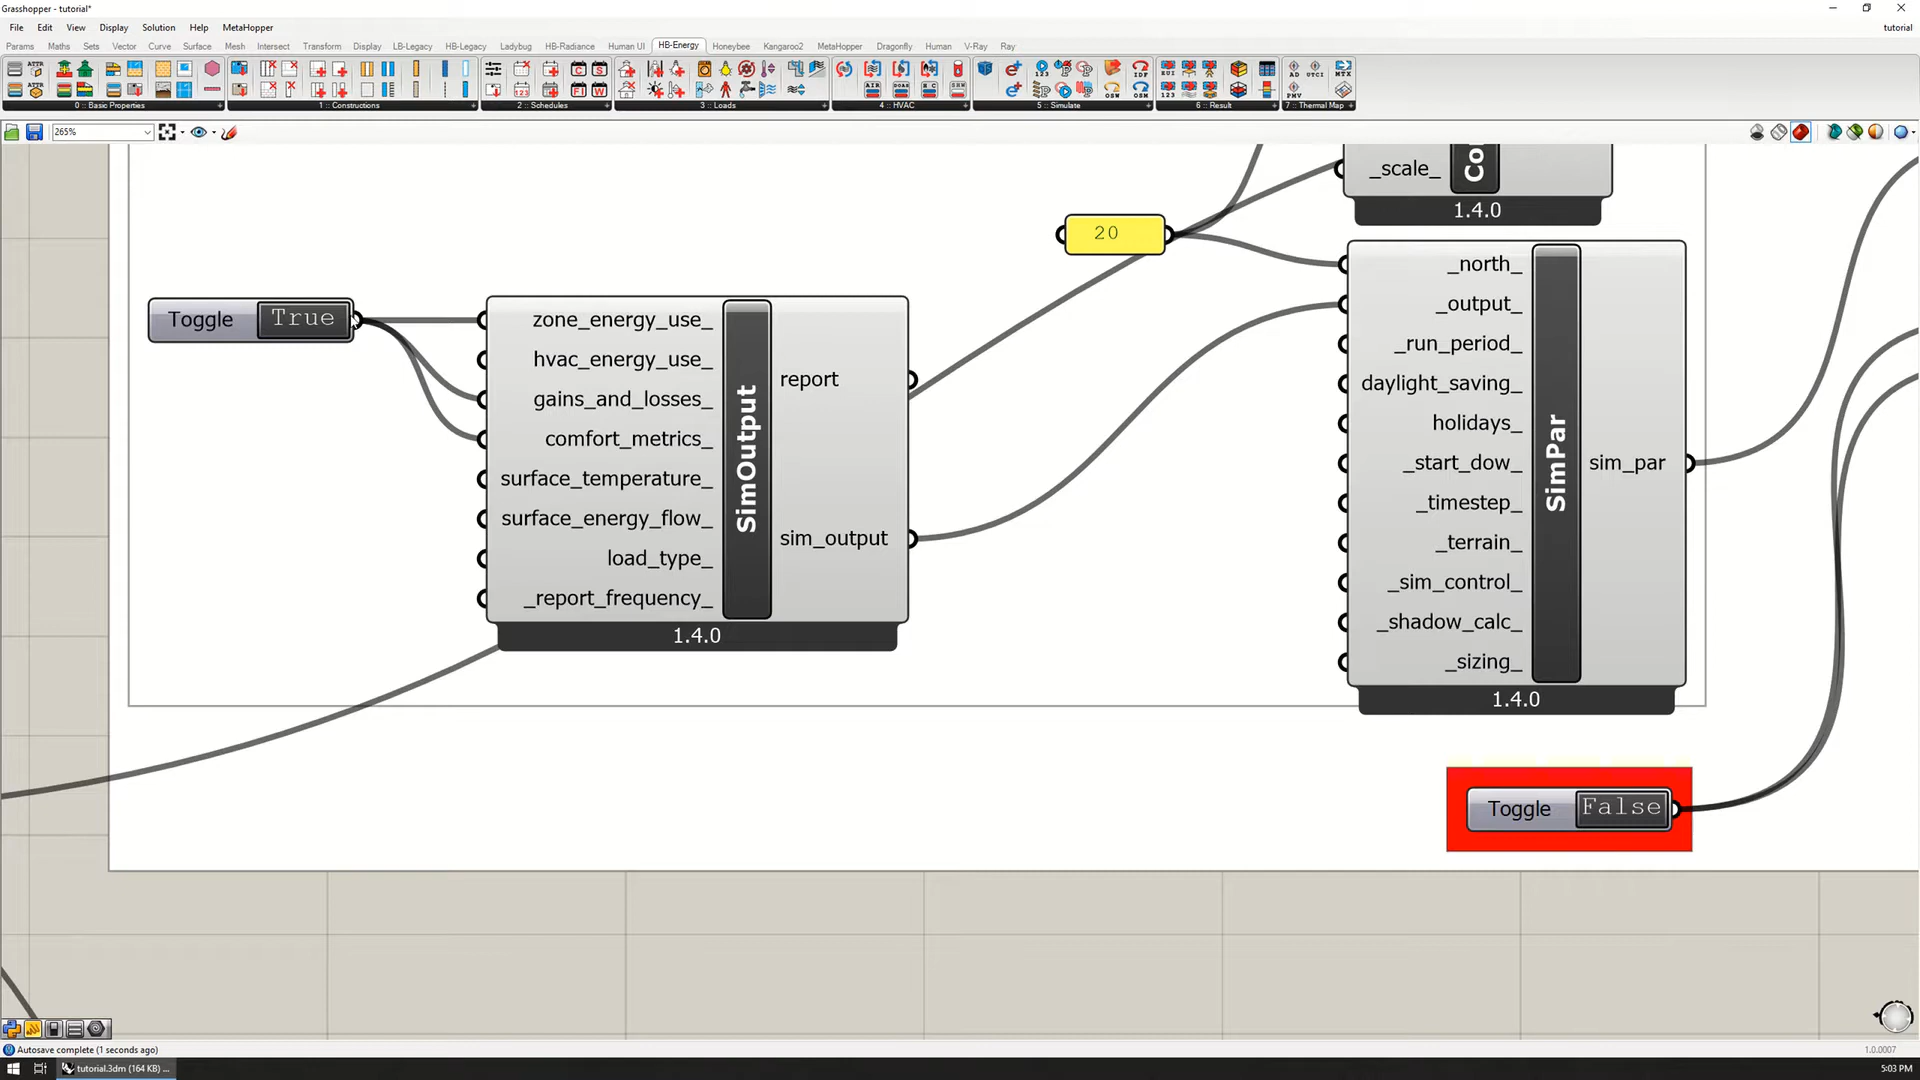 Grasshopper - tutorial*
File Edit View Display Solution Help MetaHopper
tutorial
Params Maths Sets Vector Curve Surface Mesh Intersect Transform Display LB-Legacy HB-Legacy Ladybug HB-Radiance Human UI HB-Energy Honeybee Kangaroo2 MetaHopper Dragonfly Human V-Ray Ray
0 :: Basic Properties
1 :: Constructions
2 :: Schedules
3 :: Loads
4 :: HVAC
5 :: Simulate
6 :: Result
7 :: Thermal Map
265%
_scale_
Co
1.4.0
20
Toggle True
zone_energy_use_
hvac_energy_use_
gains_and_losses_
comfort_metrics_
surface_temperature_
surface_energy_flow_
load_type_
_report_frequency_
SimOutput
report
sim_output
1.4.0
_north_
_output_
_run_period_
daylight_saving_
holidays_
_start_dow_
_timestep_
_terrain_
_sim_control_
_shadow_calc_
_sizing_
SimPar
sim_par
1.4.0
Toggle False
Autosave complete (1 seconds ago)
1.0.0007
tutorial.3dm (164 KB) ...
5:03 PM